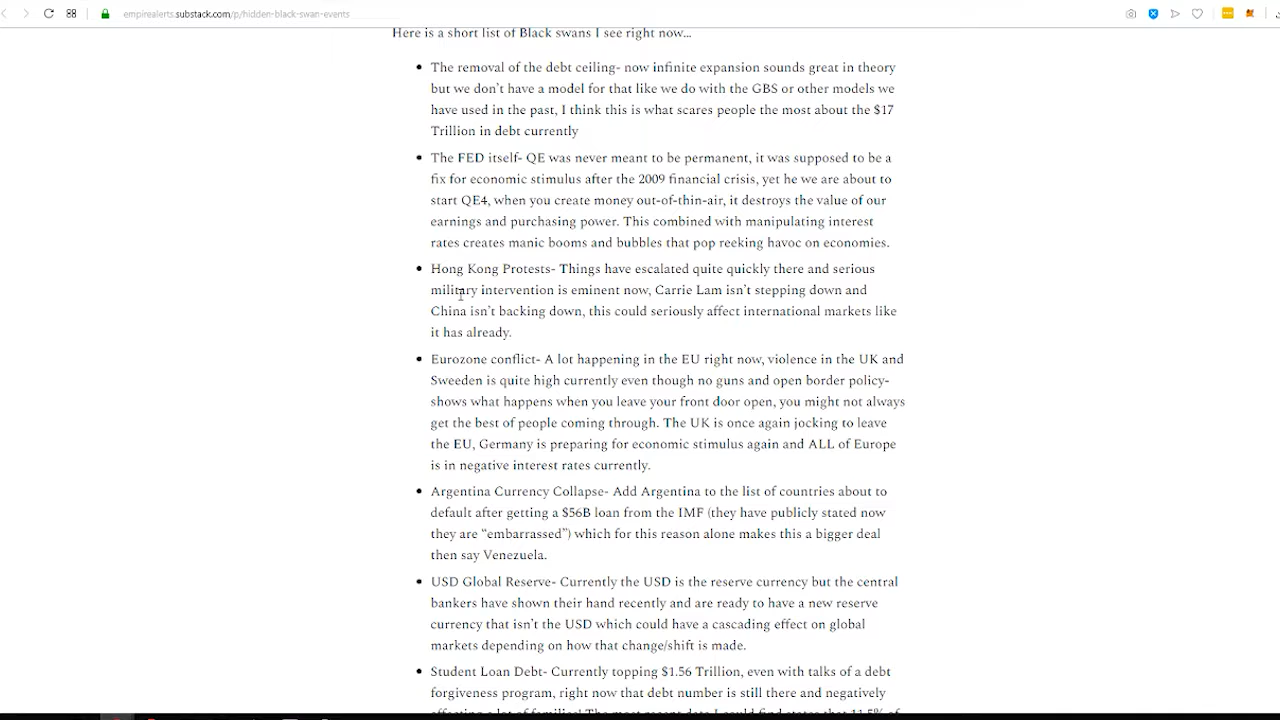 empirealerts.substack.com/p/hidden-black-swan-events
Here is a short list of Black swans I see right now...
• The removal of the debt ceiling- now infinite expansion sounds great in theory
but we don't have a model for that like we do with the GBS or other models we
have used in the past, I think this is what scares people the most about the $17
Trillion in debt currently
• The FED itself- QE was never meant to be permanent, it was supposed to be a
fix for economic stimulus after the 2009 financial crisis, yet he we are about to
start QE4, when you create money out-of-thin-air, it destroys the value of our
earnings and purchasing power. This combined with manipulating interest
rates creates manic booms and bubbles that pop reeking havoc on economies.
• Hong Kong Protests- Things have escalated quite quickly there and serious
military intervention is eminent now, Carrie Lam isn't stepping down and
China isn't backing down, this could seriously affect international markets like
it has already.
• Eurozone conflict- A lot happening in the EU right now, violence in the UK and
Sweden is quite high currently even though no guns and open border policy-
shows what happens when you leave your front door open, you might not always
get the best of people coming through. The UK is once again jocking to leave
the EU, Germany is preparing for economic stimulus again and ALL of Europe
is in negative interest rates currently.
• Argentina Currency Collapse- Add Argentina to the list of countries about to
default after getting a $56B loan from the IMF (they have publicly stated now
they are “embarrassed”) which for this reason alone makes this a bigger deal
then say Venezuela.
• USD Global Reserve- Currently the USD is the reserve currency but the central
bankers have shown their hand recently and are ready to have a new reserve
currency that isn't the USD which could have a cascading effect on global
markets depending on how that change/shift is made.
• Student Loan Debt- Currently topping $1.56 Trillion, even with talks of a debt
forgiveness program, right now that debt number is still there and negatively
affecting a lot of families! The most recent data I could find states that 11.5% of